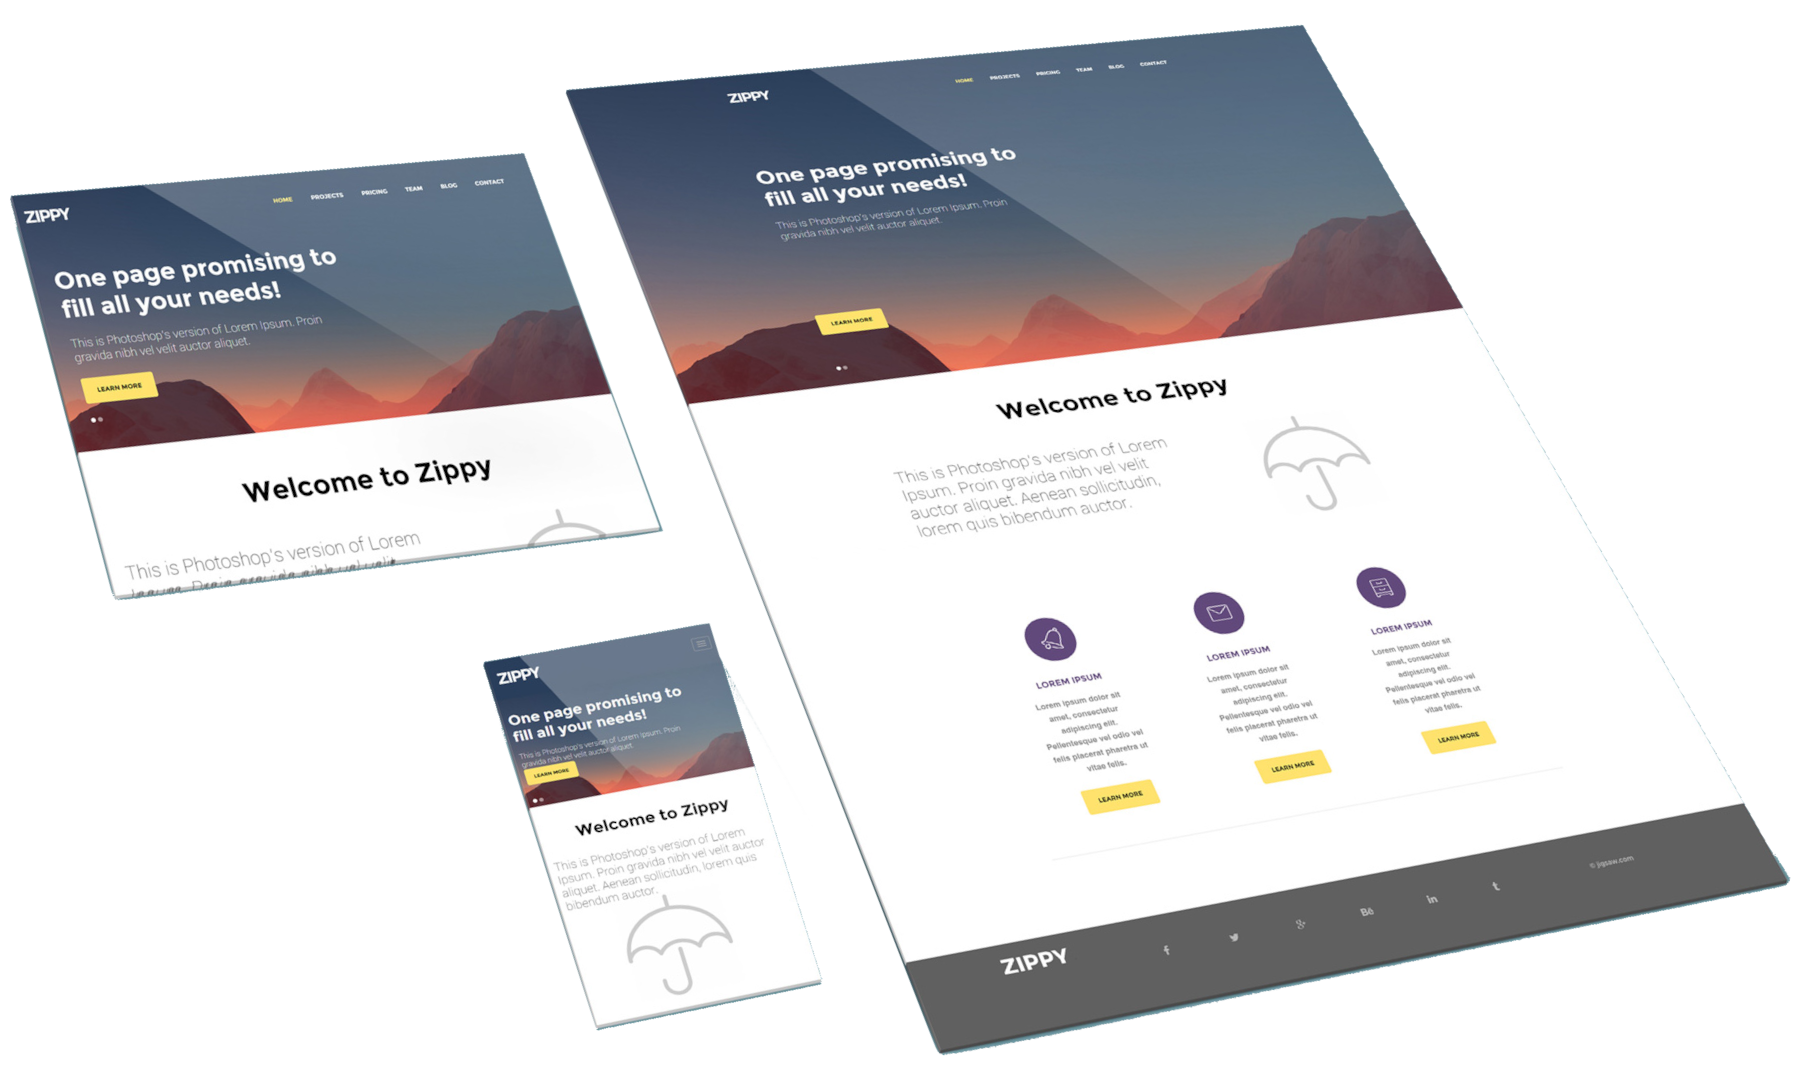 ZIPPY
HOME PROJECTS PRICING TEAM BLOG CONTACT
One page promising to
fill all your needs!
This is Photoshop's version of Lorem Ipsum. Proin
gravida nibh vel velit auctor aliquet.
LEARN MORE
Welcome to Zippy
This is Photoshop's version of Lorem
Ipsum. Proin gravida nibh vel velit
ZIPPY
One page promising to
fill all your needs!
This is Photoshop's version of Lorem Ipsum. Proin
gravida nibh vel velit auctor aliquet.
LEARN MORE
Welcome to Zippy
This is Photoshop's version of Lorem
Ipsum. Proin gravida nibh vel velit auctor
aliquet. Aenean sollicitudin, lorem quis
bibendum auctor.
ZIPPY
HOME PROJECTS PRICING TEAM BLOG CONTACT
One page promising to
fill all your needs!
This is Photoshop's version of Lorem Ipsum. Proin
gravida nibh vel velit auctor aliquet.
LEARN MORE
Welcome to Zippy
This is Photoshop's version of Lorem
Ipsum. Proin gravida nibh vel velit
auctor aliquet. Aenean sollicitudin,
lorem quis bibendum auctor.
LOREM IPSUM
Lorem ipsum dolor sit
amet, consectetur
adipiscing elit.
Pellentesque vel odio vel
felis placerat pharetra ut
vitae felis.
LEARN MORE
LOREM IPSUM
Lorem ipsum dolor sit
amet, consectetur
adipiscing elit.
Pellentesque vel odio vel
felis placerat pharetra ut
vitae felis.
LEARN MORE
LOREM IPSUM
Lorem ipsum dolor sit
amet, consectetur
adipiscing elit.
Pellentesque vel odio vel
felis placerat pharetra ut
vitae felis.
LEARN MORE
ZIPPY
f g+ Bē in t
© jqsaw.com